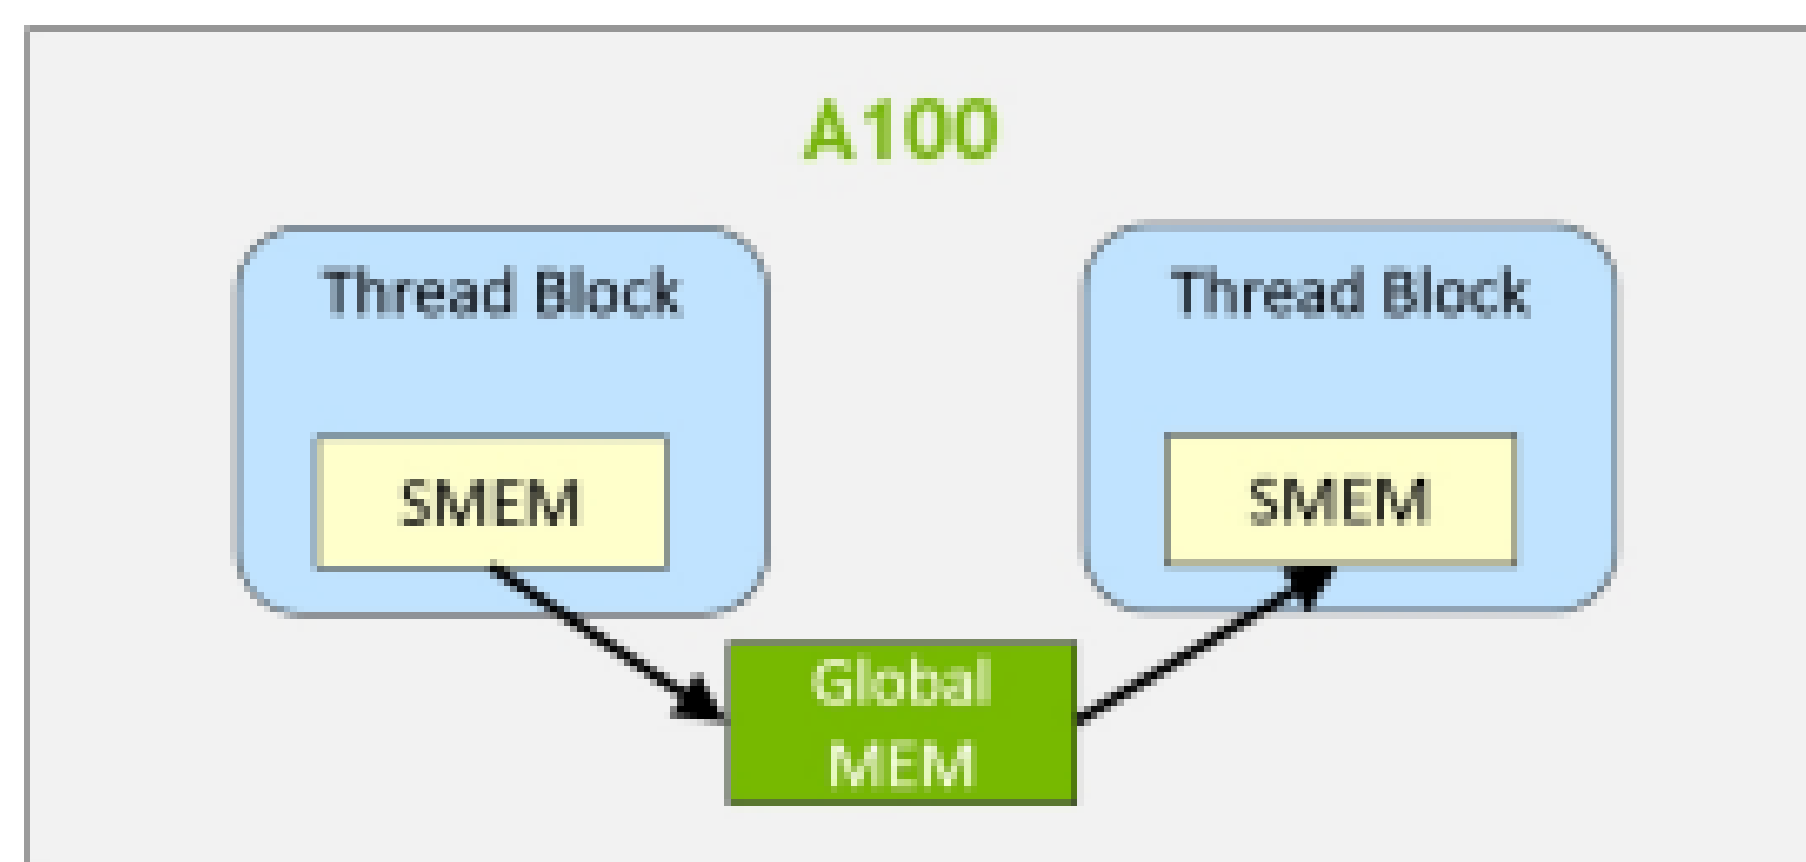 A100
Thread Block
Thread Block
SMEM
SMEM
Global
MEM